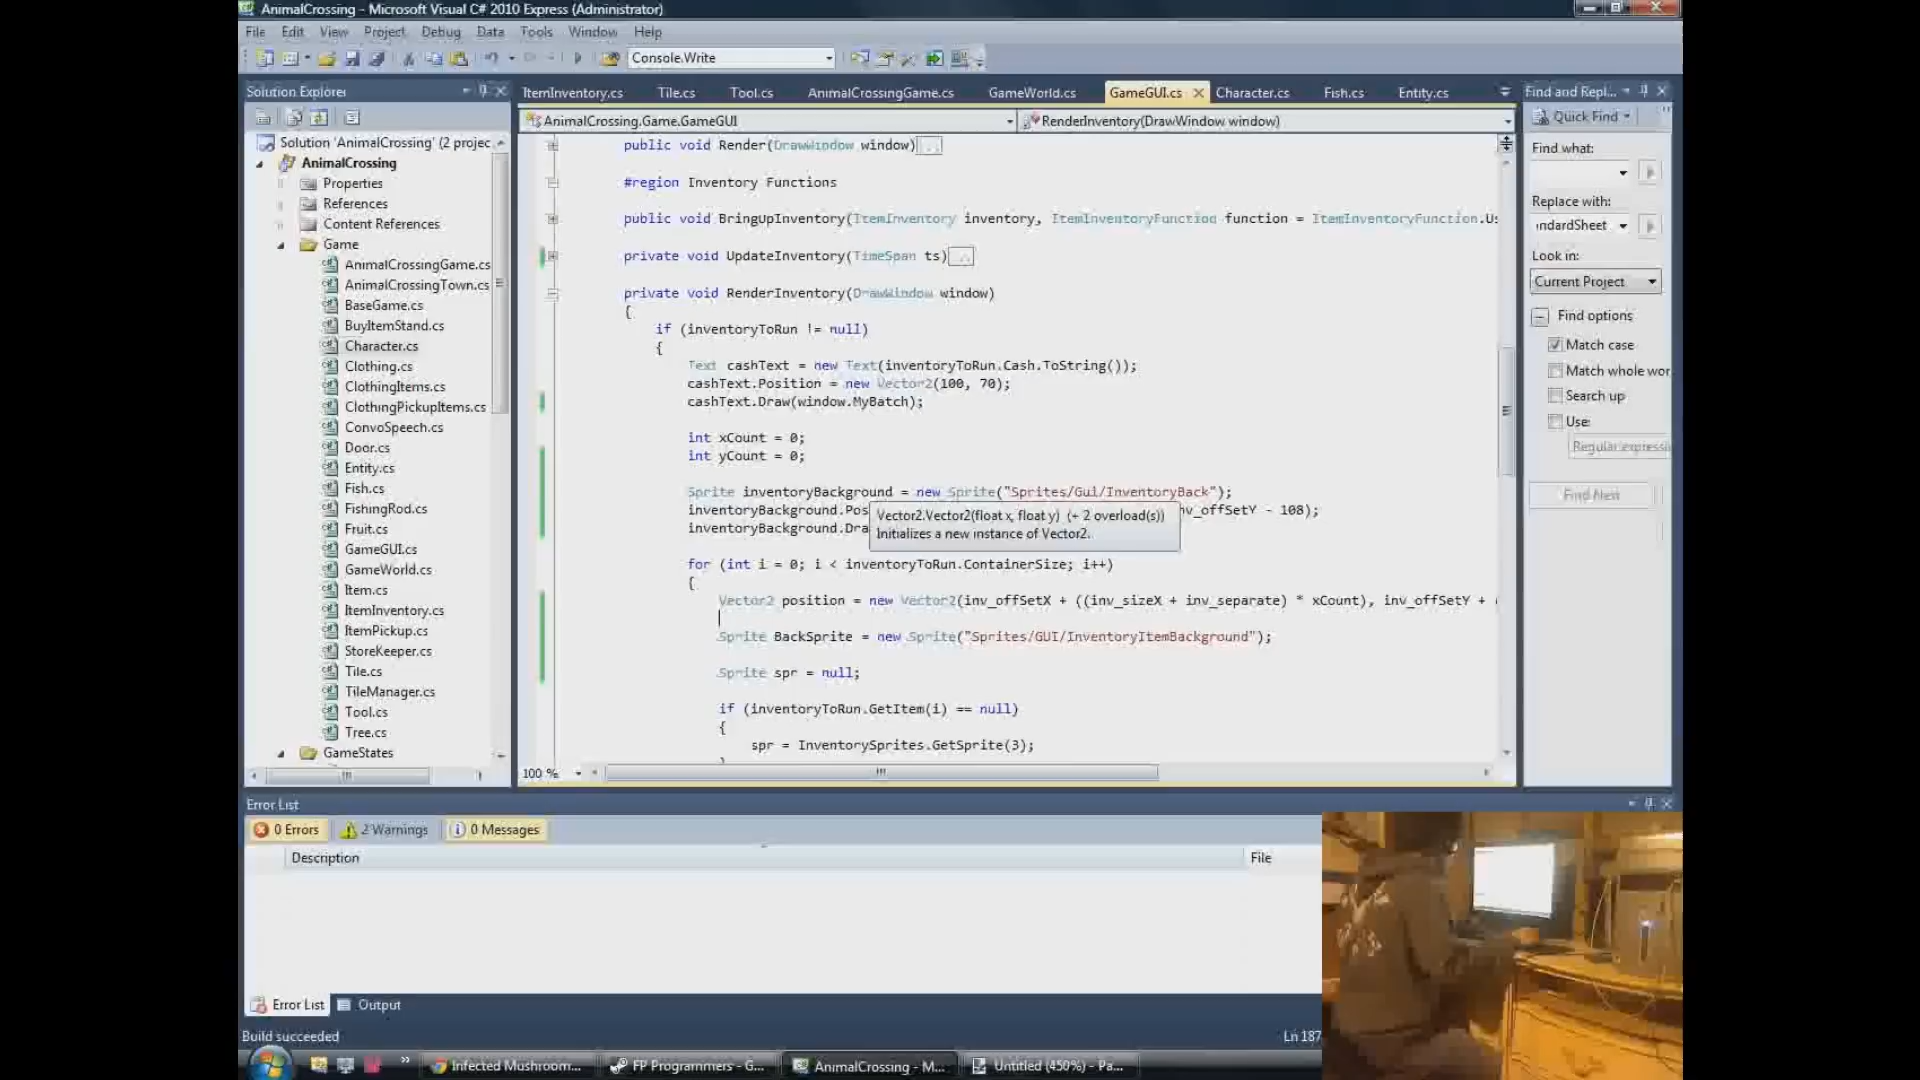 AnimalCrossing - Microsoft Visual C# 2010 Express (Administrator)
File Edit View Project Debug Data Tools Window Help
Console.Write
Solution Explorer
ItemInventory.cs Tile.cs Tool.cs AnimalCrossingGame.cs GameWorld.cs GameGUI.cs Character.cs Fish.cs Entity.cs
Find and Repl...
AnimalCrossing.Game.GameGUI
RenderInventory(DrawWindow window)
Quick Find
Solution 'AnimalCrossing' (2 projec
AnimalCrossing
Properties
References
Content References
Game
AnimalCrossingGame.cs
AnimalCrossingTown.cs
BaseGame.cs
BuyItemStand.cs
Character.cs
Clothing.cs
ClothingItems.cs
ClothingPickupItems.cs
ConvoSpeech.cs
Door.cs
Entity.cs
Fish.cs
FishingRod.cs
Fruit.cs
GameGUI.cs
GameWorld.cs
Item.cs
ItemInventory.cs
ItemPickup.cs
StoreKeeper.cs
Tile.cs
TileManager.cs
Tool.cs
Tree.cs
GameStates
public void Render(DrawWindow window)...
#region Inventory Functions
public void BringUpInventory(ItemInventory inventory, ItemInventoryFunction function = ItemInventoryFunction.Us
private void UpdateInventory(TimeSpan ts)...
private void RenderInventory(DrawWindow window)
{
if (inventoryToRun != null)
{
Text cashText = new Text(inventoryToRun.Cash.ToString());
cashText.Position = new Vector2(100, 70);
cashText.Draw(window.MyBatch);
int xCount = 0;
int yCount = 0;
Sprite inventoryBackground = new Sprite("Sprites/Gui/InventoryBack");
inventoryBackground.Pos nv_offSetY - 108);
inventoryBackground.Dra
Vector2.Vector2(float x, float y) (+ 2 overload(s))
Initializes a new instance of Vector2.
for (int i = 0; i < inventoryToRun.ContainerSize; i++)
{
Vector2 position = new Vector2(inv_offSetX + ((inv_sizeX + inv_separate) * xCount), inv_offSetY +
Sprite BackSprite = new Sprite("Sprites/GUI/InventoryItemBackground");
Sprite spr = null;
if (inventoryToRun.GetItem(i) == null)
{
spr = InventorySprites.GetSprite(3);
100 %
Find what:
Replace with:
ndardSheet
Look in:
Current Project
Find options
Match case
Match whole wor
Search up
Use:
Regular expressi
Find Next
Error List
0 Errors 2 Warnings 0 Messages
Description File
Error List Output
Build succeeded
Ln 187
Infected Mushroom... FP Programmers - G... AnimalCrossing - M... Untitled (450%) - Pa...